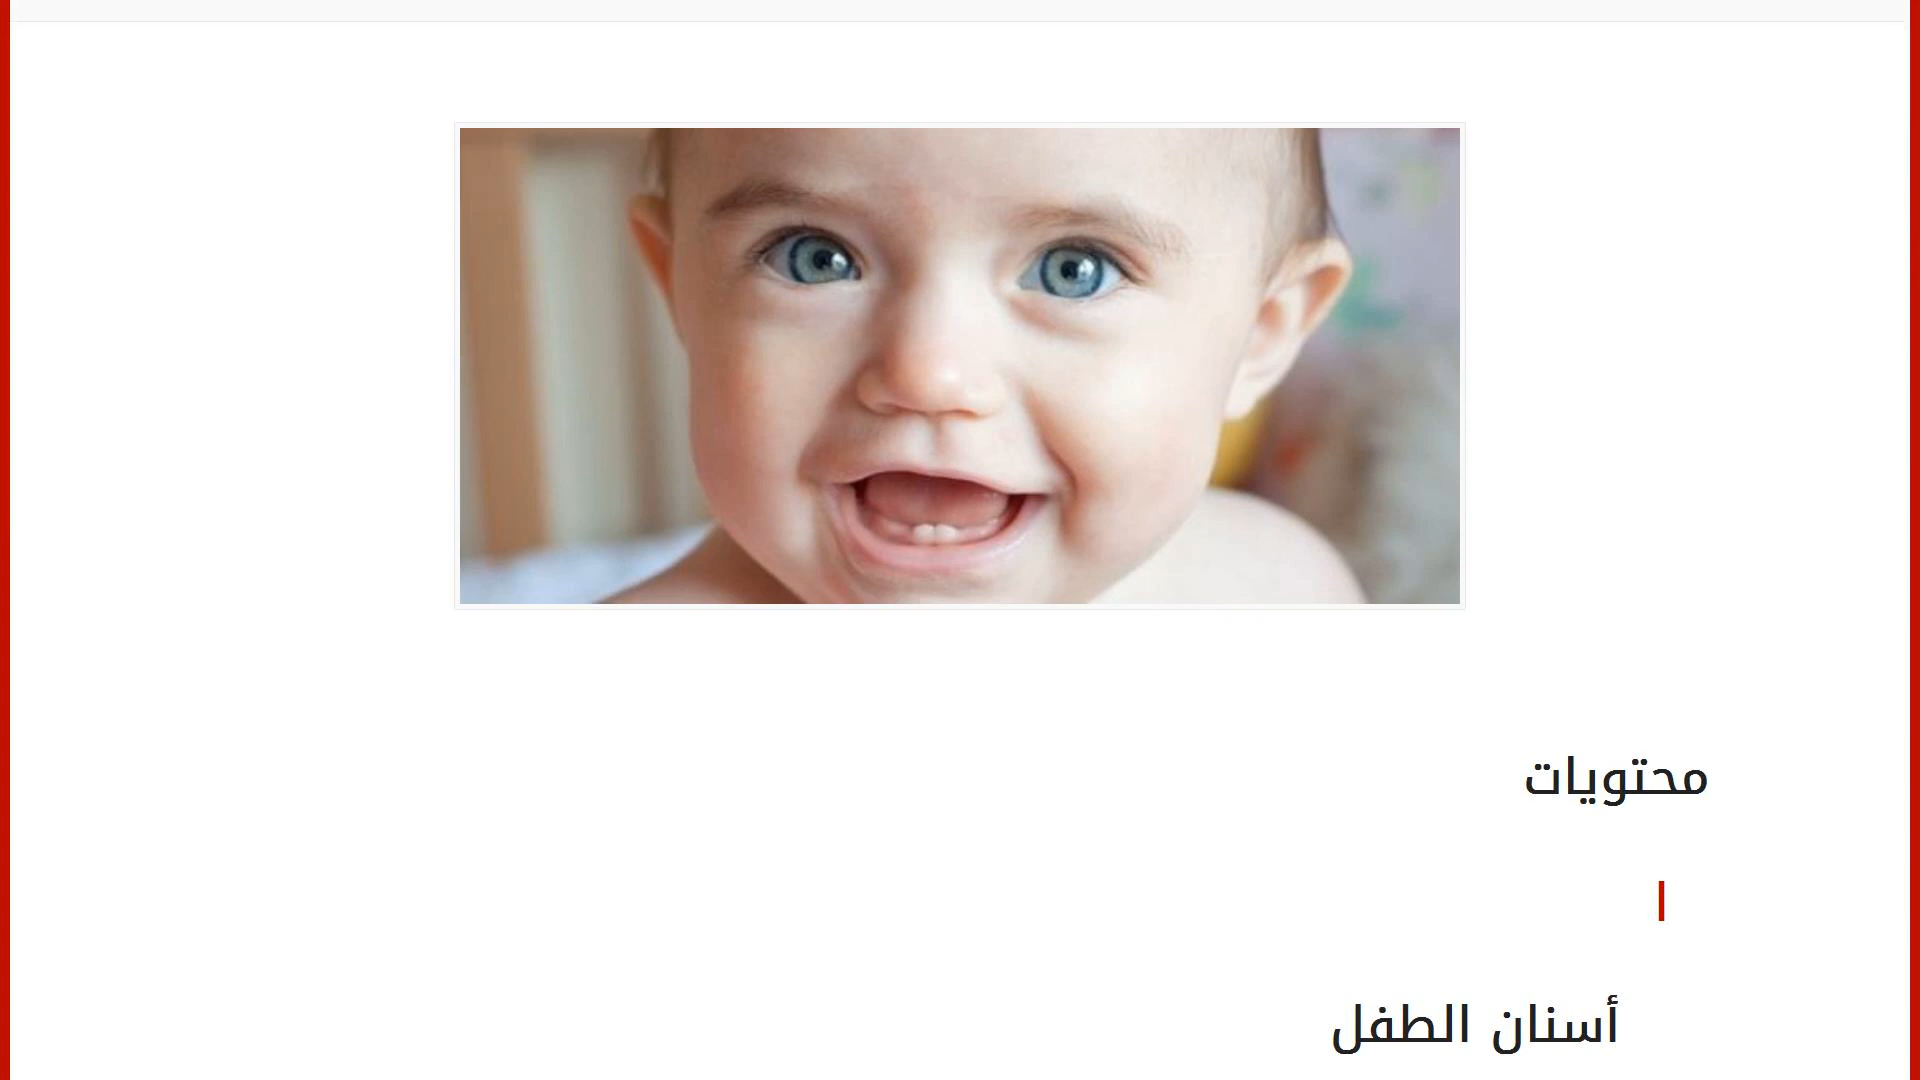 محتويات
ا
أسنان الطفل